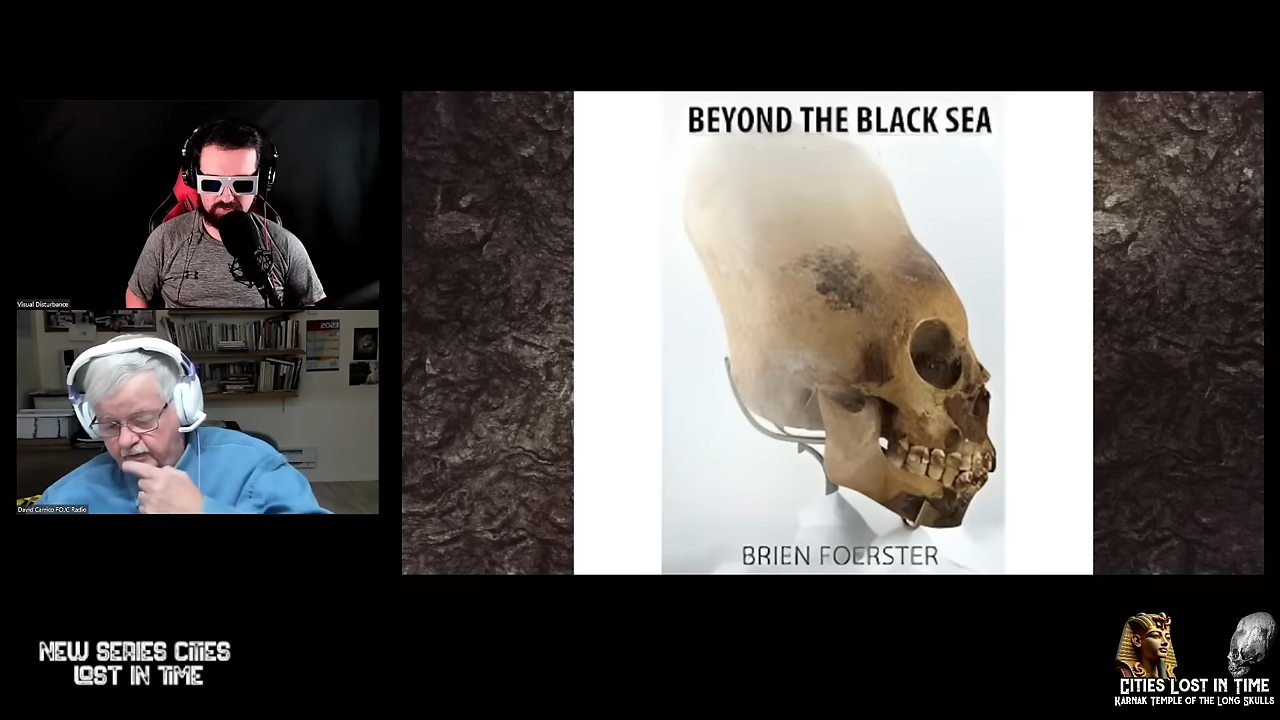 BEYOND THE BLACK SEA
BRIEN FOERSTER
Visual Disturbance
2023
David Carrico FOJC Radio
NEW SERIES CITIES
LOST IN TIME
CITIES LOST IN TIME
KARNAK TEMPLE OF THE LONG SKULLS